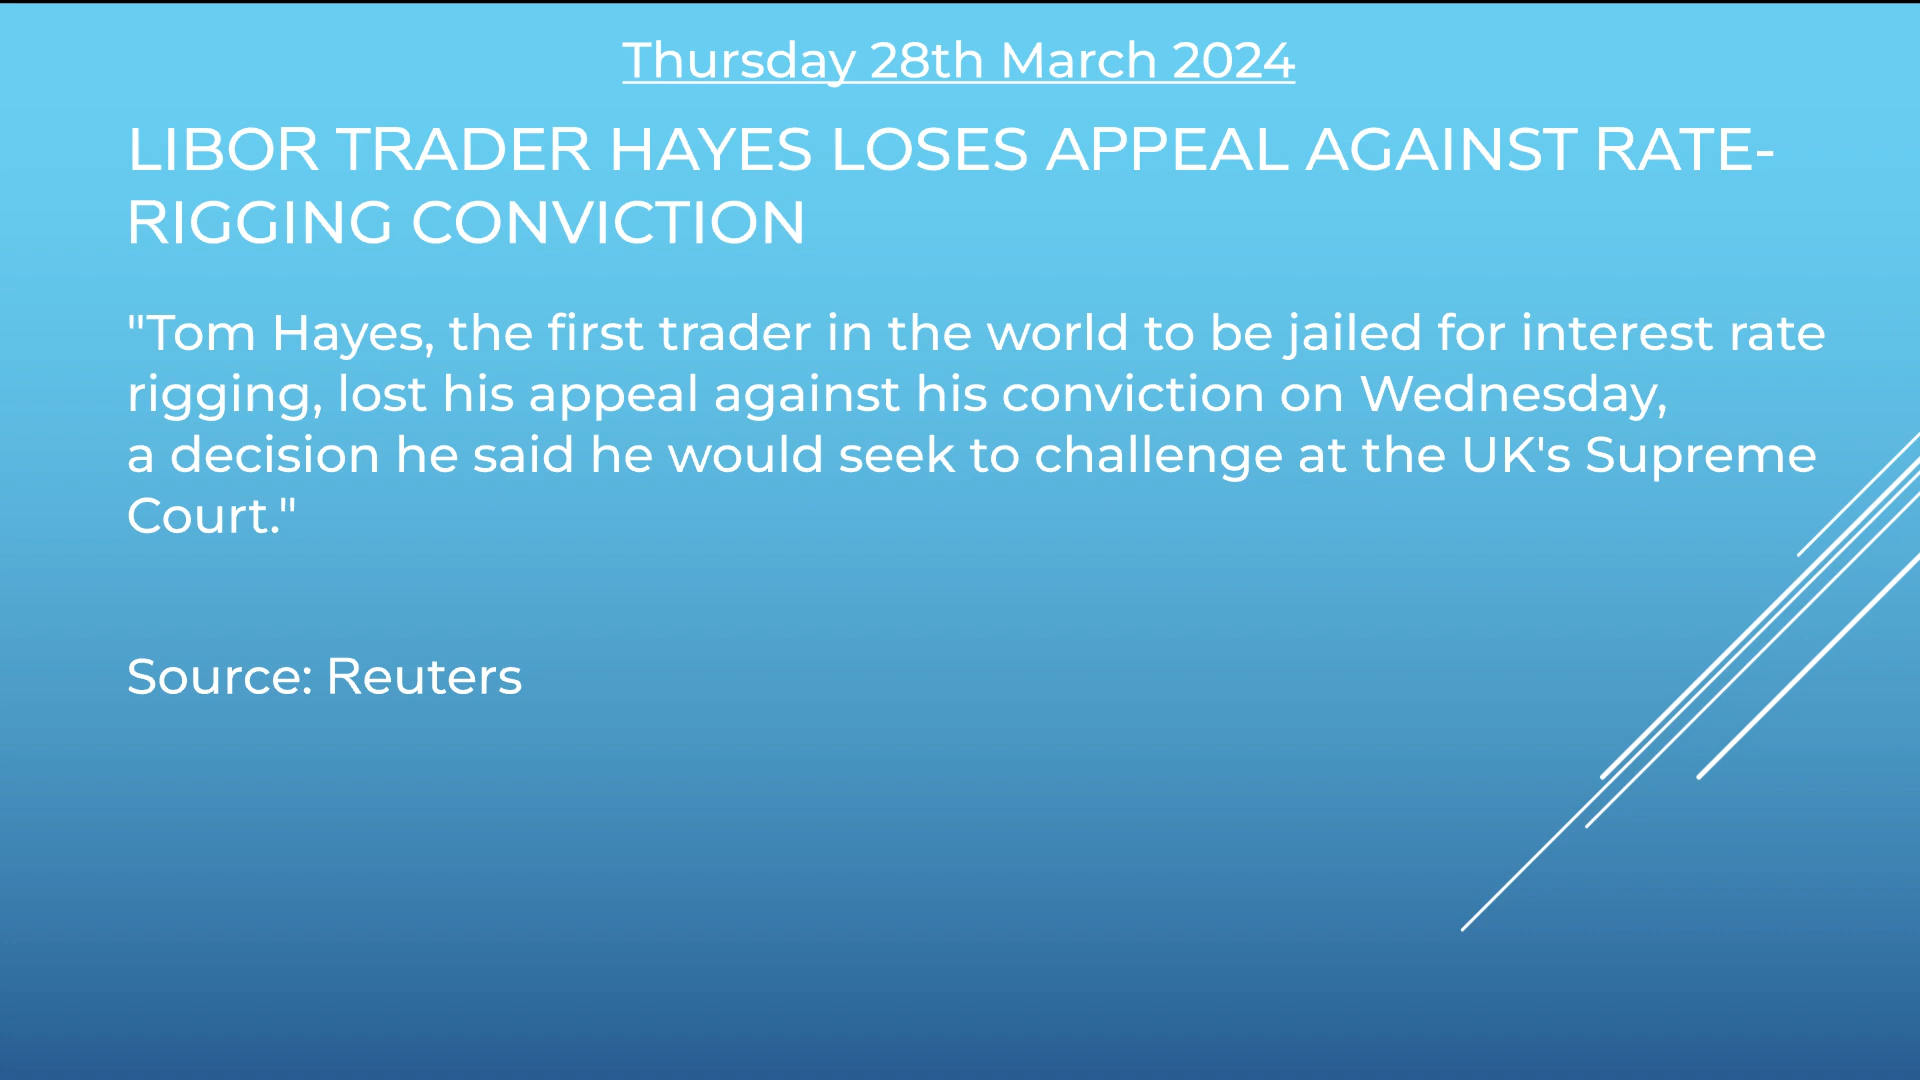 Thursday 28th March 2024
LIBOR TRADER HAYES LOSES APPEAL AGAINST RATE-
RIGGING CONVICTION
"Tom Hayes, the first trader in the world to be jailed for interest rate
rigging, lost his appeal against his conviction on Wednesday,
a decision he said he would seek to challenge at the UK's Supreme
Court."
Source: Reuters